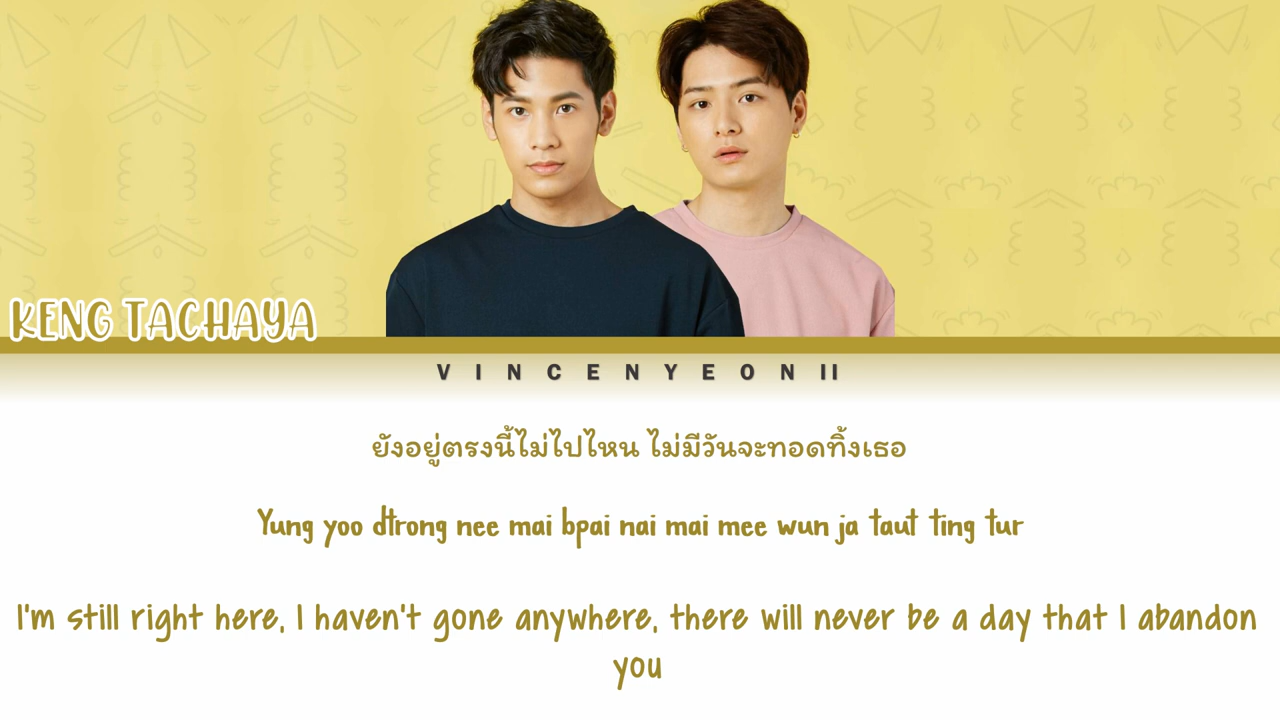 KENG TACHAYA
VINCENYEON II
ยังอยู่ตรงนี้ไม่ไปไหน ไม่มีวันจะทอดทิ้งเธอ
Yung yoo dtrong nee mai bpai nai mai mee wun ja taut ting tur
I'm still right here, I haven't gone anywhere, there will never be a day that I abandon
you